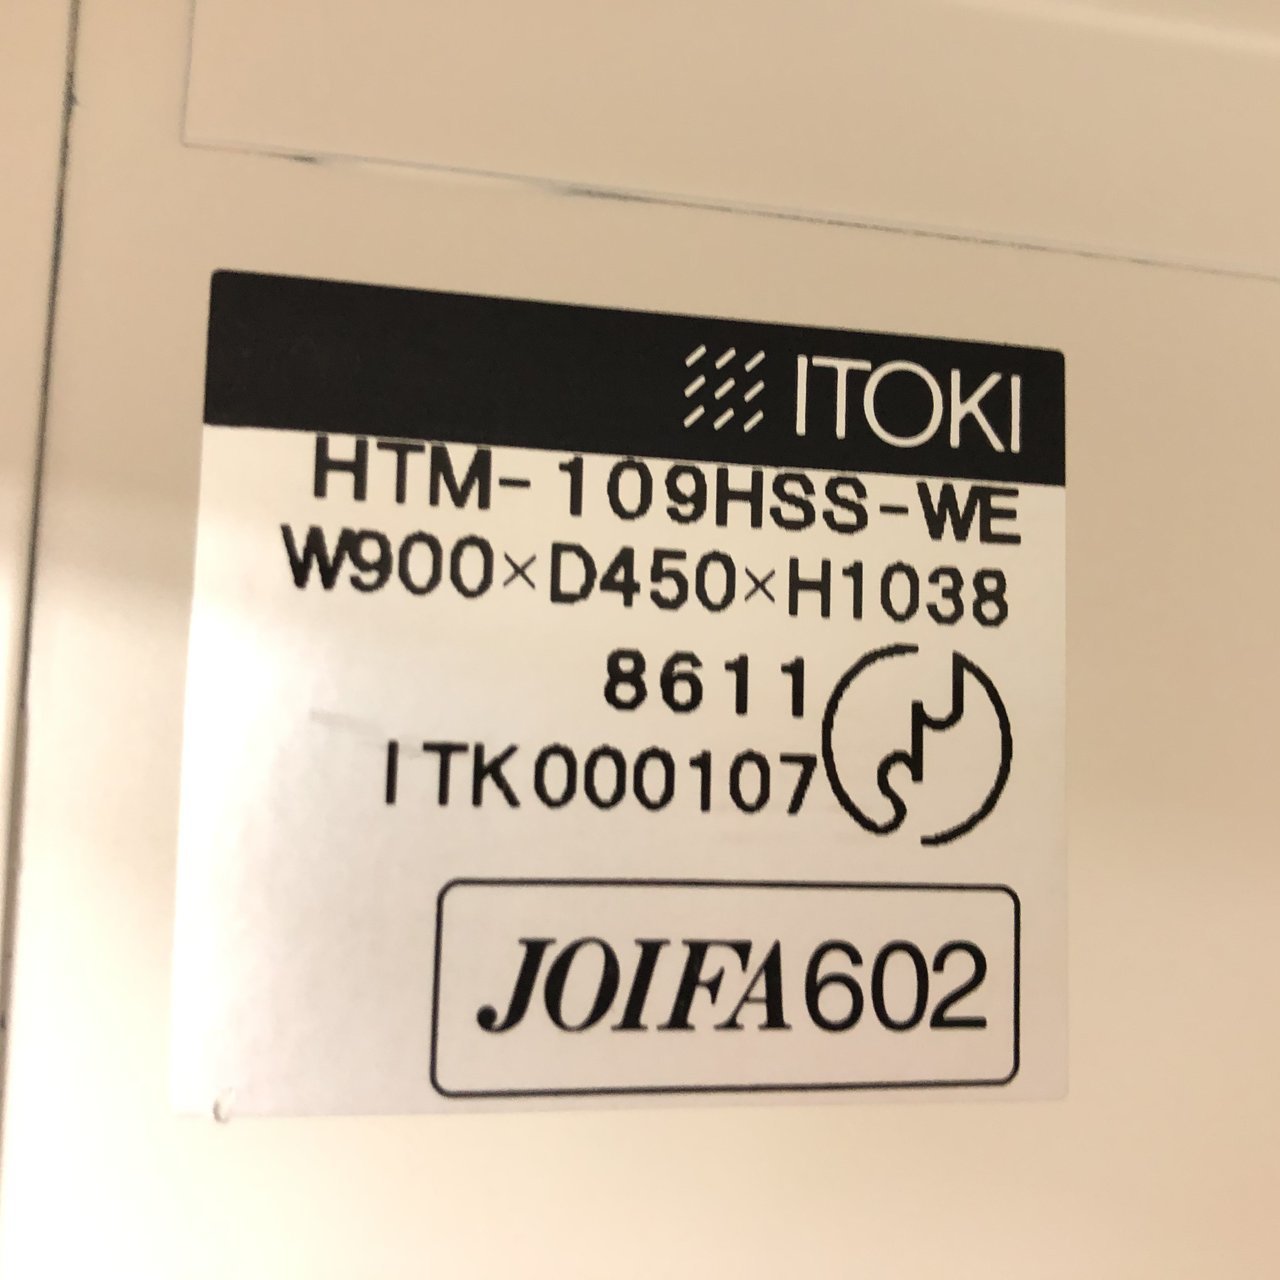 ITOKI
HTM-109HSS-WE
W900×D450×H1038
8611
ITK000107
JOIFA602